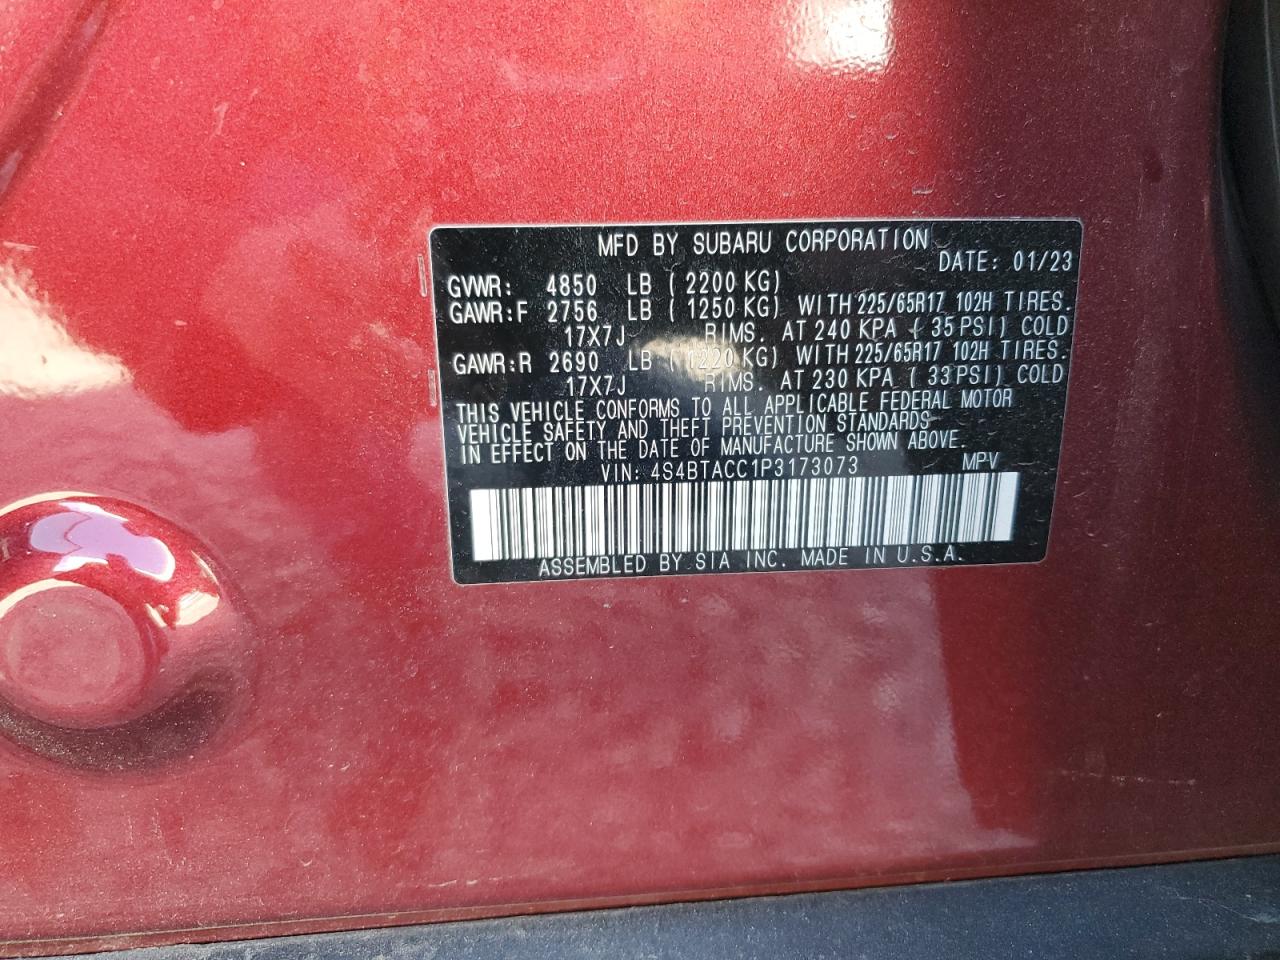 MFD BY SUBARU CORPORATION
DATE: 01/23
GVWR: 4850 LB (2200 KG)
GAWR:F 2756 LB (1250 KG) WITH 225/65R17 102H TIRES.
17X7J RIMS. AT 240 KPA (35 PSI) COLD
GAWR:R 2690 LB (1220 KG) WITH 225/65R17 102H TIRES.
17X7J RIMS. AT 230 KPA (33 PSI) COLD
THIS VEHICLE CONFORMS TO ALL APPLICABLE FEDERAL MOTOR
VEHICLE SAFETY AND THEFT PREVENTION STANDARDS
IN EFFECT ON THE DATE OF MANUFACTURE SHOWN ABOVE.
VIN: 4S4BTACC1P3173073 MPV
ASSEMBLED BY SIA INC. MADE IN U.S.A.